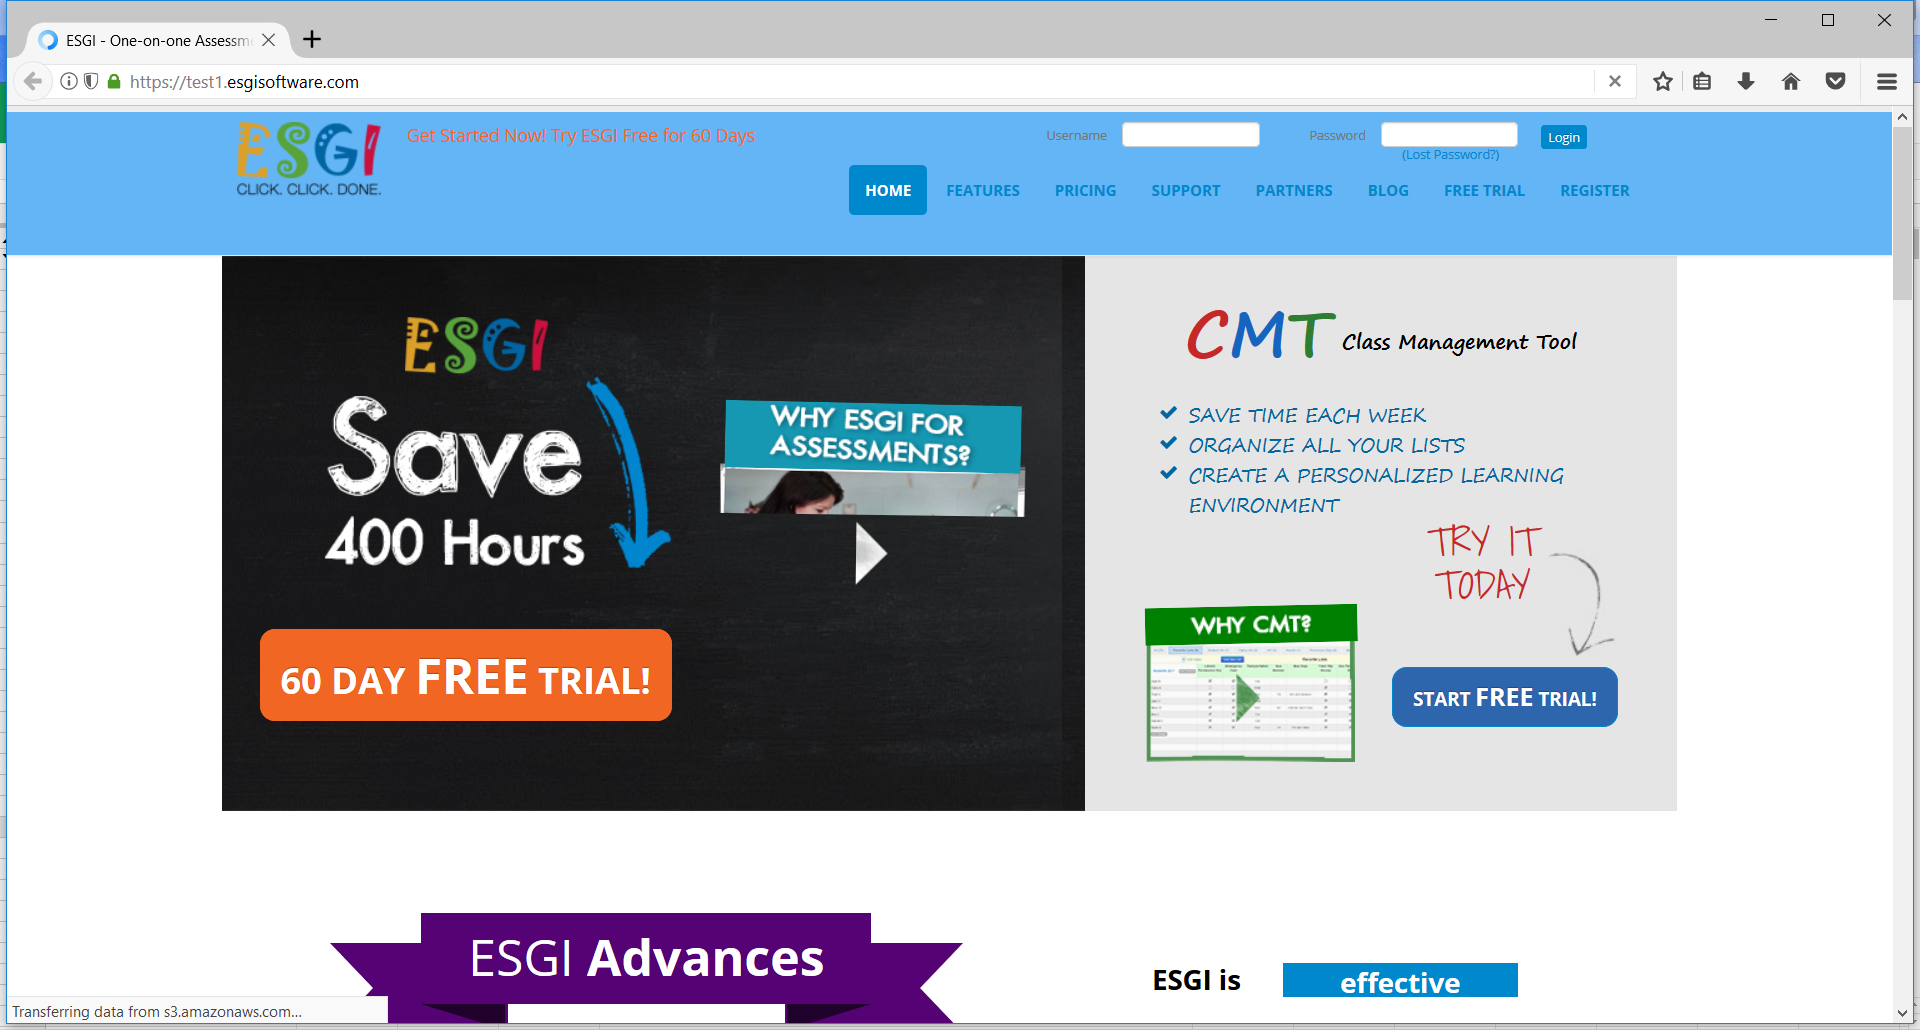 ESGI - One-on-one Assessm
https://test1.esgisoftware.com
ESGI
CLICK. CLICK. DONE.
Get Started Now! Try ESGI Free for 60 Days
Username
Password
Login
(Lost Password?)
HOME FEATURES PRICING SUPPORT PARTNERS BLOG FREE TRIAL REGISTER
ESGI
Save
400 Hours
60 DAY FREE TRIAL!
WHY ESGI FOR
ASSESSMENTS?
CMT Class Management Tool
SAVE TIME EACH WEEK
ORGANIZE ALL YOUR LISTS
CREATE A PERSONALIZED LEARNING
ENVIRONMENT
TRY IT
TODAY
WHY CMT?
START FREE TRIAL!
ESGI Advances
ESGI is effective
Transferring data from s3.amazonaws.com...